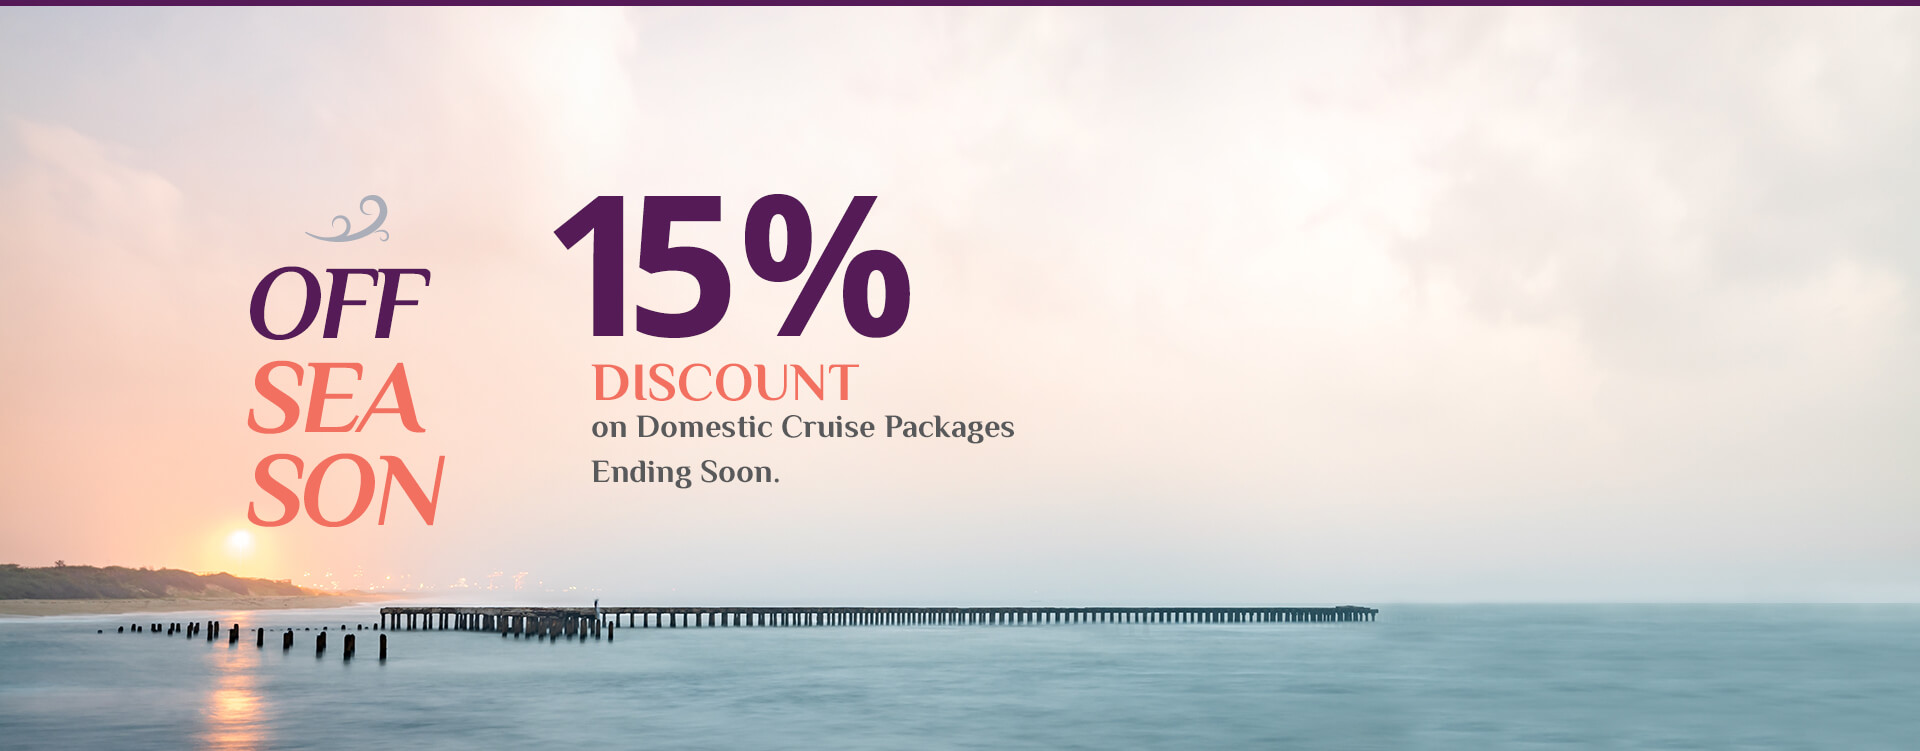 OFF
SEA
SON
15%
DISCOUNT
on Domestic Cruise Packages
Ending Soon.